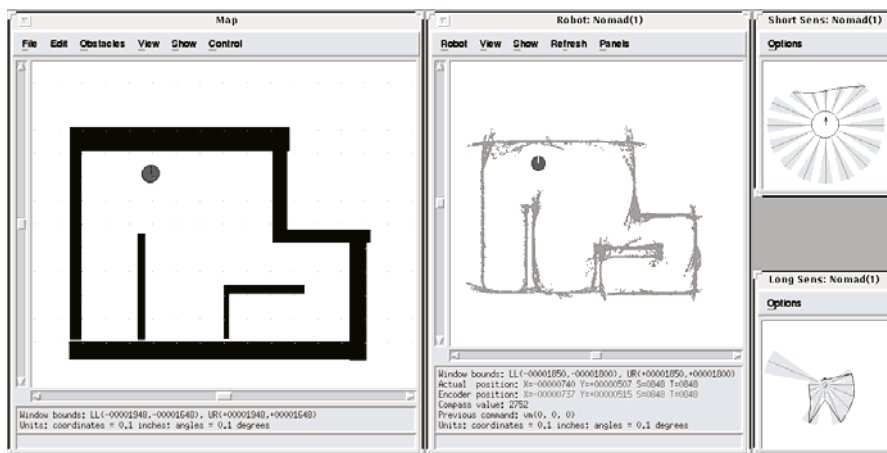 Map
File Edit Obstacles View Show Control
Window bounds: LL(-00001948,-00001648), UR(+00001948,+00001648)
Units: coordinates = 0.1 inches: angles = 0.1 degrees
Robot: Nomad(1)
Robot View Show Refresh Panels
Window bounds: LL(-00001850,-00001800), UR(+00001850,+00001800)
Actual position: X=-00000740 Y=+00000507 S=0848 T=0848
Encoder position: X=-00000737 Y=+00000515 S=0848 T=0848
Compass value: 2752
Previous command: vm(0, 0, 0)
Units: coordinates = 0.1 inches: angles = 0.1 degrees
Short Sens: Nomad(1)
Options
Long Sens: Nomad(1)
Options